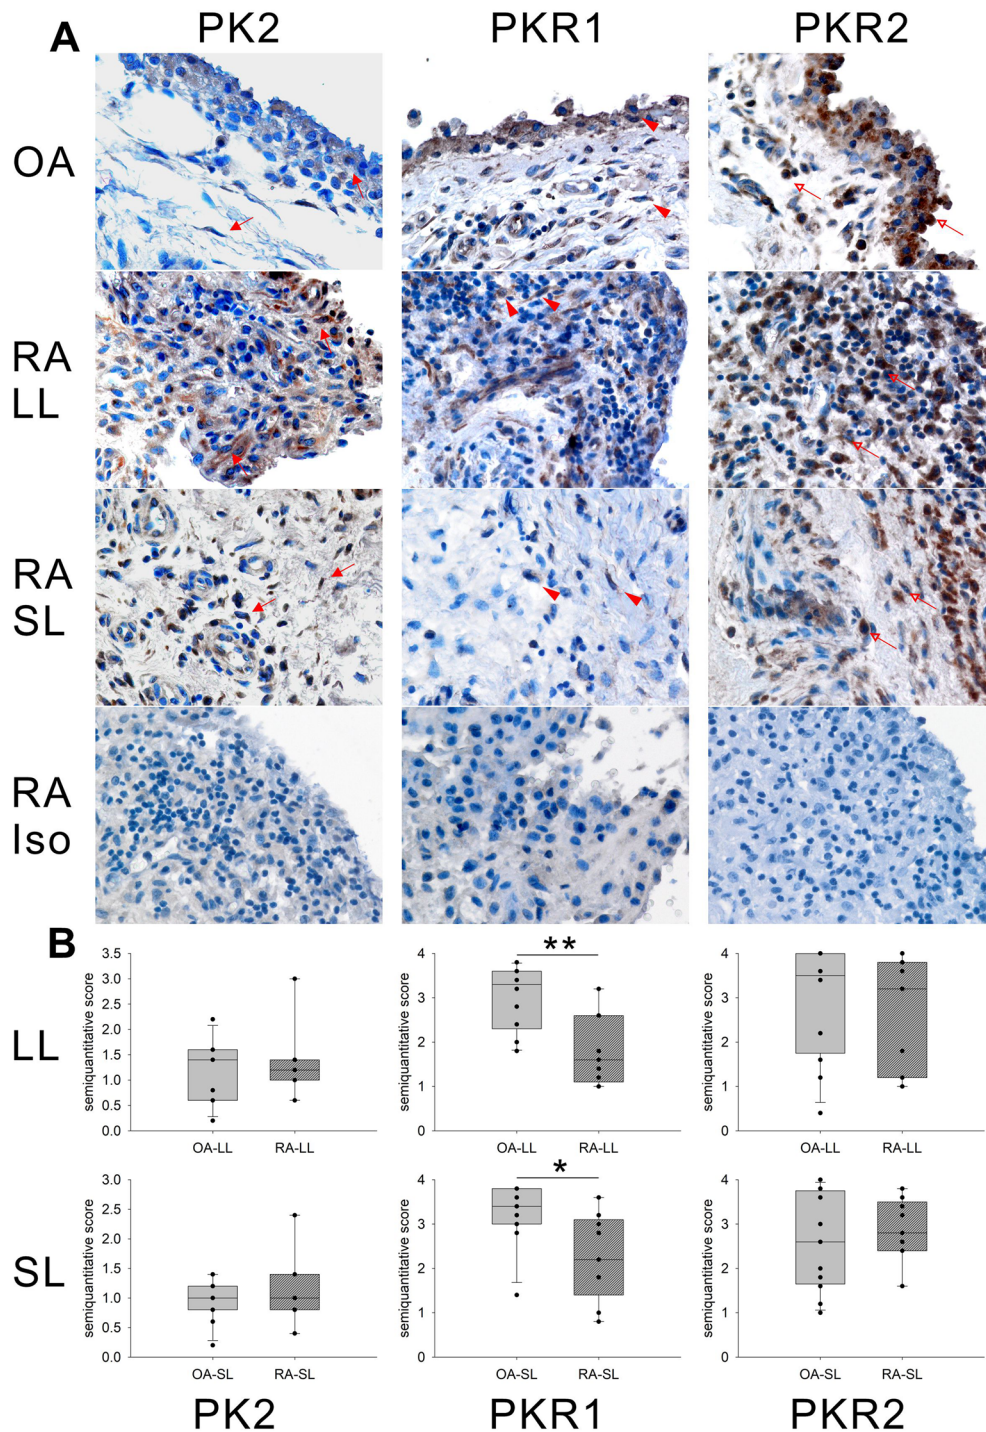 A
PK2 PKR1 PKR2
OA
RA
LL
RA
SL
RA
Iso
B
LL
semiquantitative score
3.5
3.0
2.5
2.0
1.5
1.0
0.5
0.0
OA-LL RA-LL
semiquantitative score
4
3
2
1
0
**
OA-LL RA-LL
semiquantitative score
4
3
2
1
0
OA-LL RA-LL
SL
semiquantitative score
3.0
2.5
2.0
1.5
1.0
0.5
0.0
OA-SL RA-SL
semiquantitative score
4
3
2
1
0
*
OA-SL RA-SL
semiquantitative score
4
3
2
1
0
OA-SL RA-SL
PK2 PKR1 PKR2